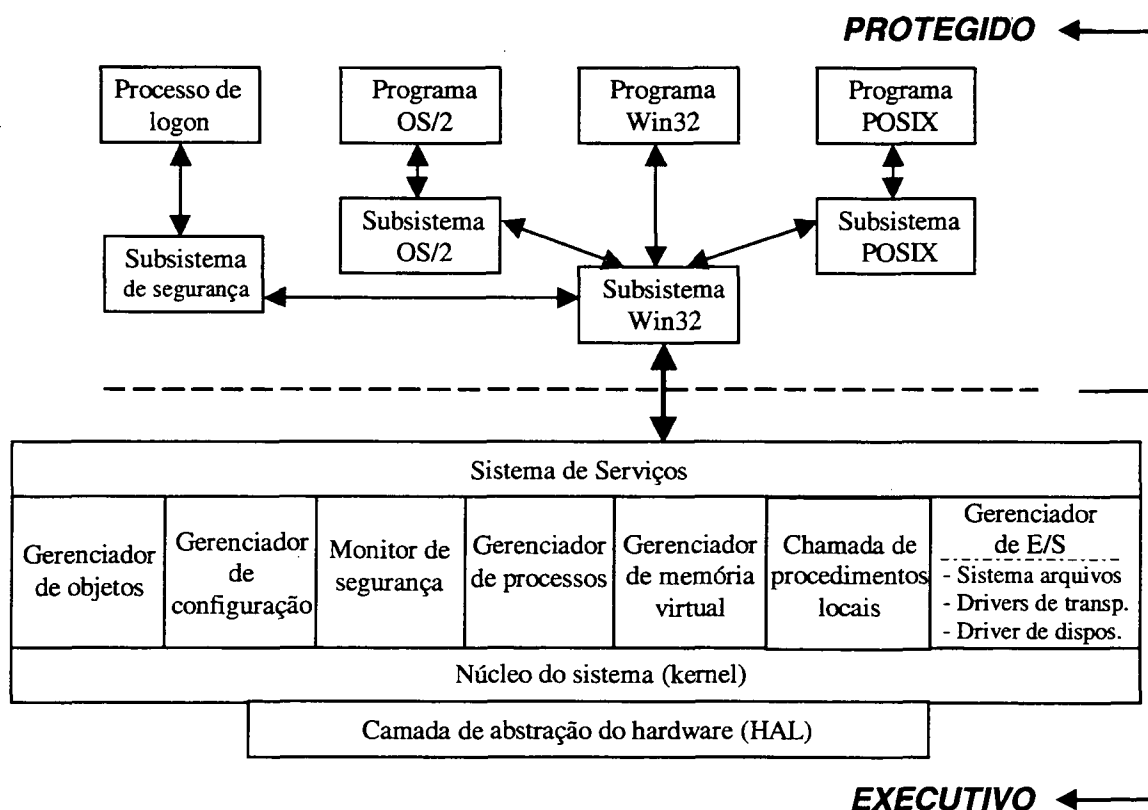 PROTEGIDO
Processo de
logon
Programa
OS/2
Programa
Win32
Programa
POSIX
Subsistema
de segurança
Subsistema
OS/2
Subsistema
POSIX
Subsistema
Win32
Sistema de Serviços
Gerenciador
de objetos
Gerenciador
de
configuração
Monitor de
segurança
Gerenciador
de processos
Gerenciador
de memória
virtual
Chamada de
procedimentos
locais
Gerenciador
de E/S
- Sistema arquivos
- Drivers de transp.
- Driver de dispos.
Núcleo do sistema (kernel)
Camada de abstração do hardware (HAL)
EXECUTIVO